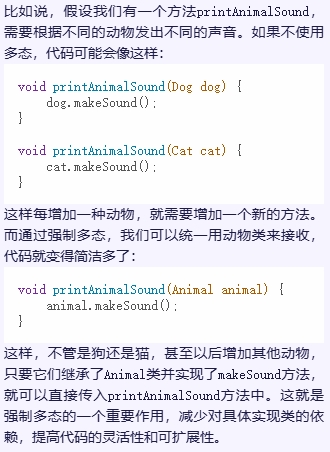 比如说，假设我们有一个方法printAnimalSound，
需要根据不同的动物发出不同的声音。如果不使用
多态，代码可能会像这样：
void printAnimalSound(Dog dog) {
    dog.makeSound();
}
void printAnimalSound(Cat cat) {
    cat.makeSound();
}
这样每增加一种动物，就需要增加一个新的方法。
而通过强制多态，我们可以统一用动物类来接收，
代码就变得简洁多了：
void printAnimalSound(Animal animal) {
    animal.makeSound();
}
这样，不管是狗还是猫，甚至以后增加其他动物，
只要它们继承了Animal类并实现了makeSound方法，
就可以直接传入printAnimalSound方法中。这就是
强制多态的一个重要作用，减少对具体实现类的依
赖，提高代码的灵活性和可扩展性。